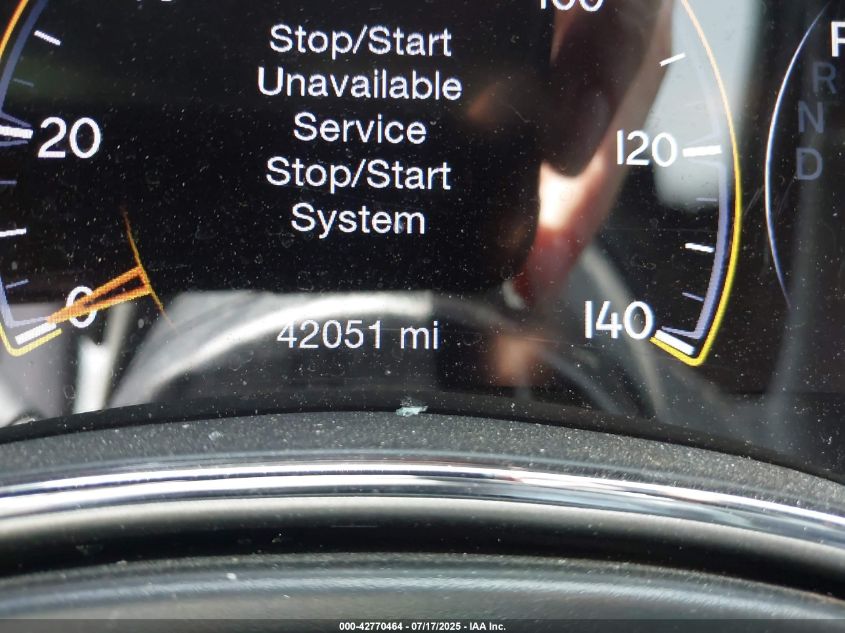 100
Stop/Start
Unavailable
Service
Stop/Start
System
20
120
0
140
42051 mi
P
R
N
D
000-42770464 - 07/17/2025 - IAA Inc.